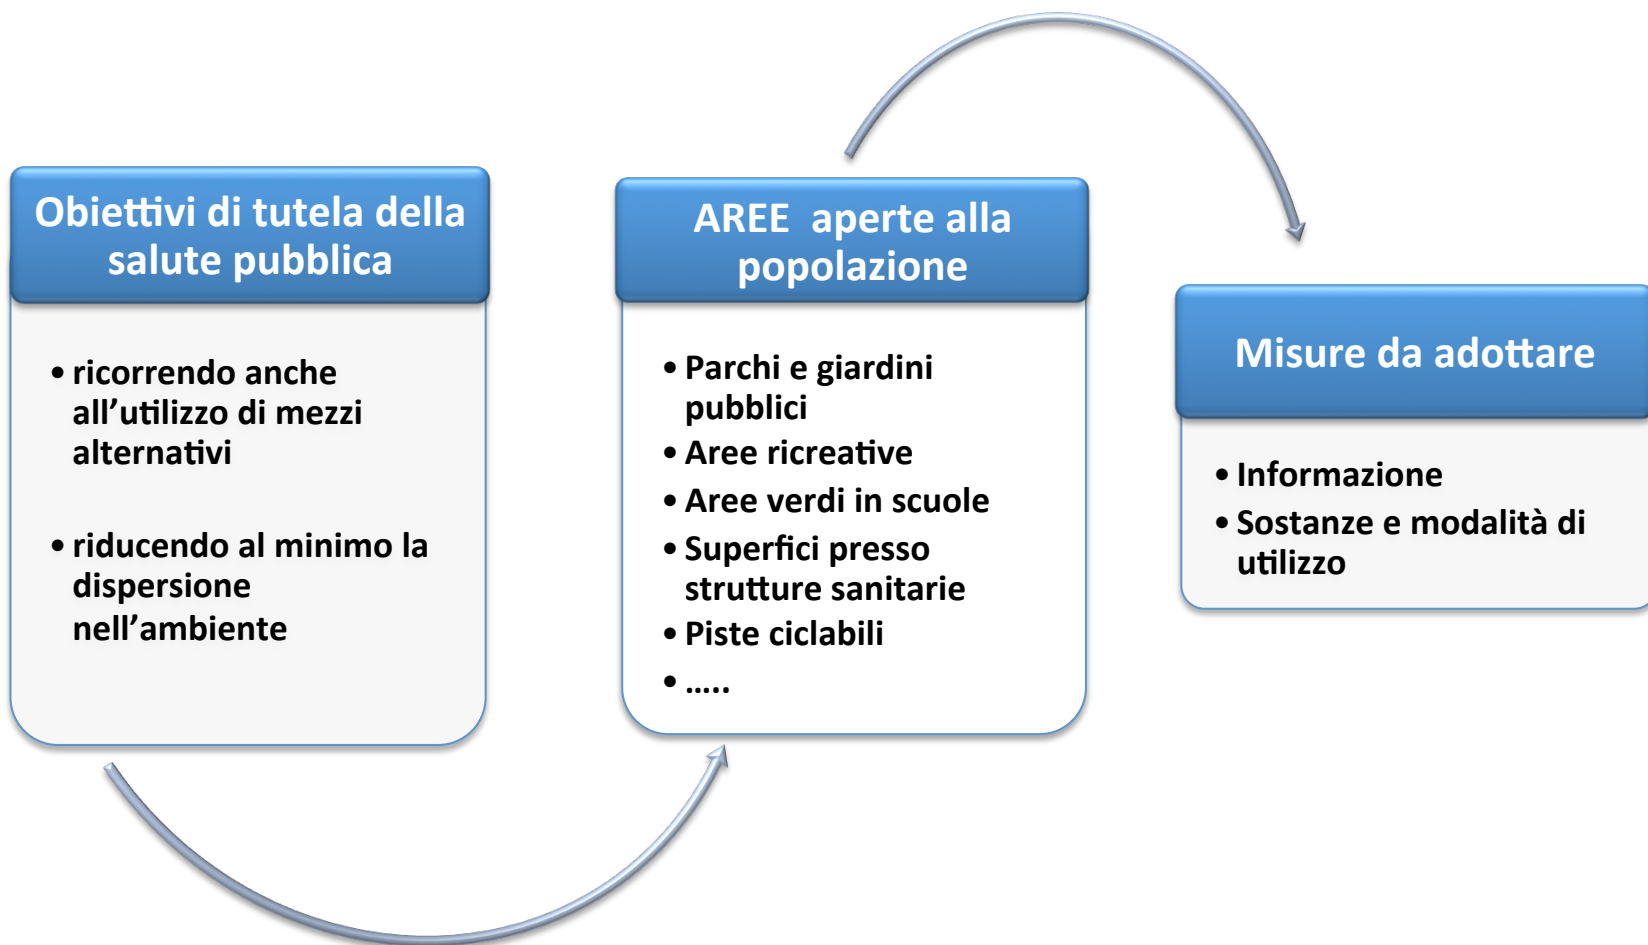 Obiettivi di tutela della
salute pubblica
• ricorrendo anche
all’utilizzo di mezzi
alternativi
• riducendo al minimo la
dispersione
nell’ambiente
AREE  aperte alla
popolazione
• Parchi e giardini
pubblici
• Aree ricreative
• Aree verdi in scuole
• Superfici presso
strutture sanitarie
• Piste ciclabili
• …..
Misure da adottare
• Informazione
• Sostanze e modalità di
utilizzo